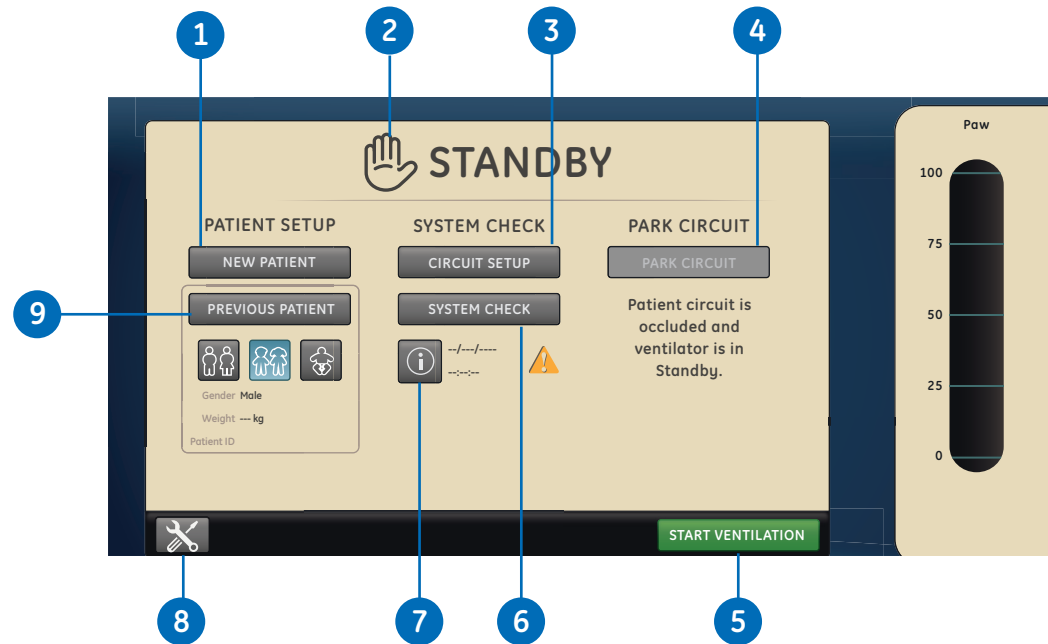 1
2
3
4
STANDBY
PATIENT SETUP
SYSTEM CHECK
PARK CIRCUIT
NEW PATIENT
CIRCUIT SETUP
PARK CIRCUIT
9
PREVIOUS PATIENT
SYSTEM CHECK
Patient circuit is
occluded and
ventilator is in
Standby.
--/---/----
--:--:--
Gender Male
Weight --- kg
Patient ID
START VENTILATION
8
7
6
5
Paw
100
75
50
25
0